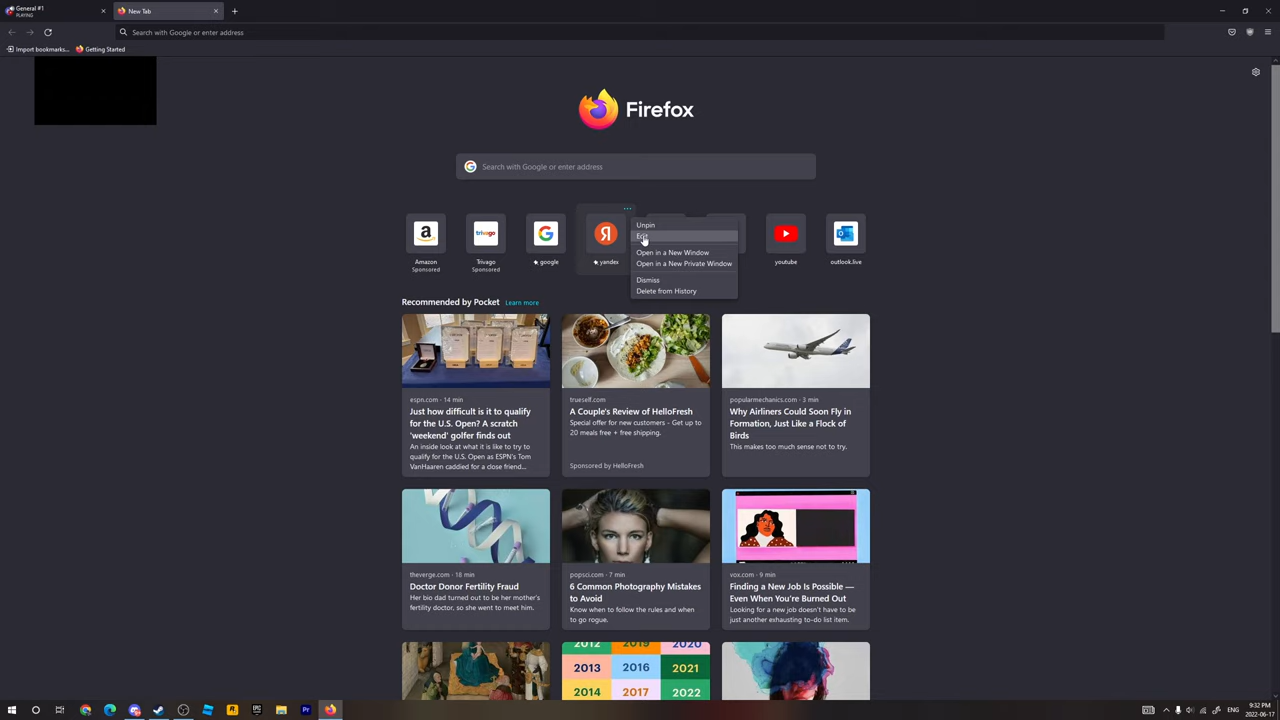 General #1
PLAYING
New Tab
Search with Google or enter address
Import bookmarks...
Getting Started
Firefox
Search with Google or enter address
Unpin
Edit
Open in a New Window
Open in a New Private Window
Dismiss
Delete from History
Amazon
Sponsored
Trivago
Sponsored
google
yandex
youtube
outlook.live
trivago
Recommended by Pocket
Learn more
espn.com · 14 min
Just how difficult is it to qualify
for the U.S. Open? A scratch
'weekend' golfer finds out
An inside look at what it is like to try to
qualify for the U.S. Open as ESPN's Tom
VanHaaren caddied for a close friend...
trueself.com
A Couple's Review of HelloFresh
Special offer for new customers - Get up to
20 meals free + free shipping.
Sponsored by HelloFresh
popularmechanics.com · 3 min
Why Airliners Could Soon Fly in
Formation, Just Like a Flock of
Birds
This makes too much sense not to try.
theverge.com · 18 min
Doctor Donor Fertility Fraud
Her bio dad turned out to be her mother's
fertility doctor, so she went to meet him.
popsci.com · 7 min
6 Common Photography Mistakes
to Avoid
Know when to follow the rules and when
to go rogue.
vox.com · 9 min
Finding a New Job Is Possible —
Even When You're Burned Out
Looking for a new job doesn't have to be
just another exhausting to-do list item.
2012 2019 2020
2013 2016 2021
2014 2017 2022
ENG
9:32 PM
2022-06-17